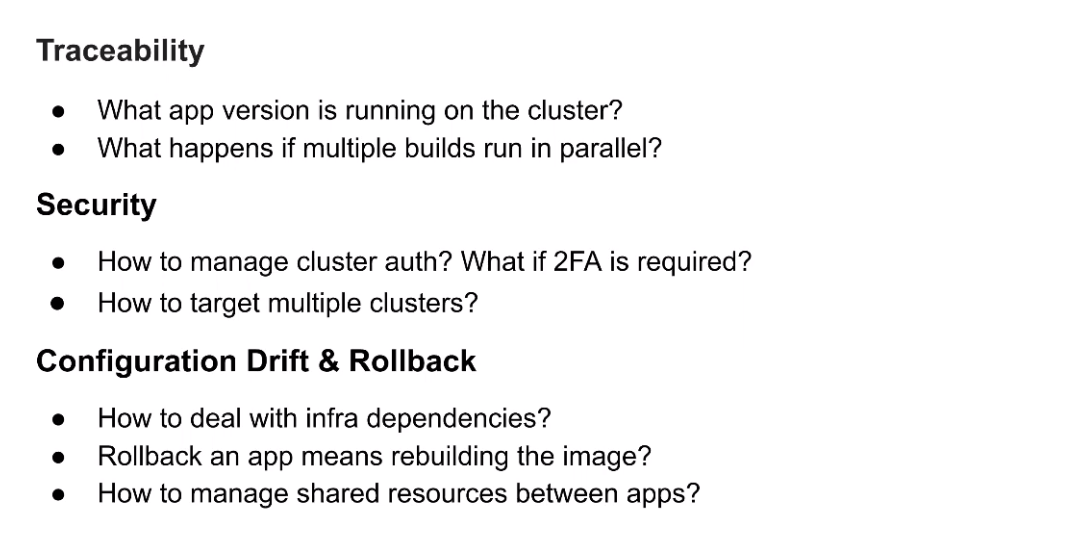 Traceability
● What app version is running on the cluster?
● What happens if multiple builds run in parallel?
Security
● How to manage cluster auth? What if 2FA is required?
● How to target multiple clusters?
Configuration Drift & Rollback
● How to deal with infra dependencies?
● Rollback an app means rebuilding the image?
● How to manage shared resources between apps?